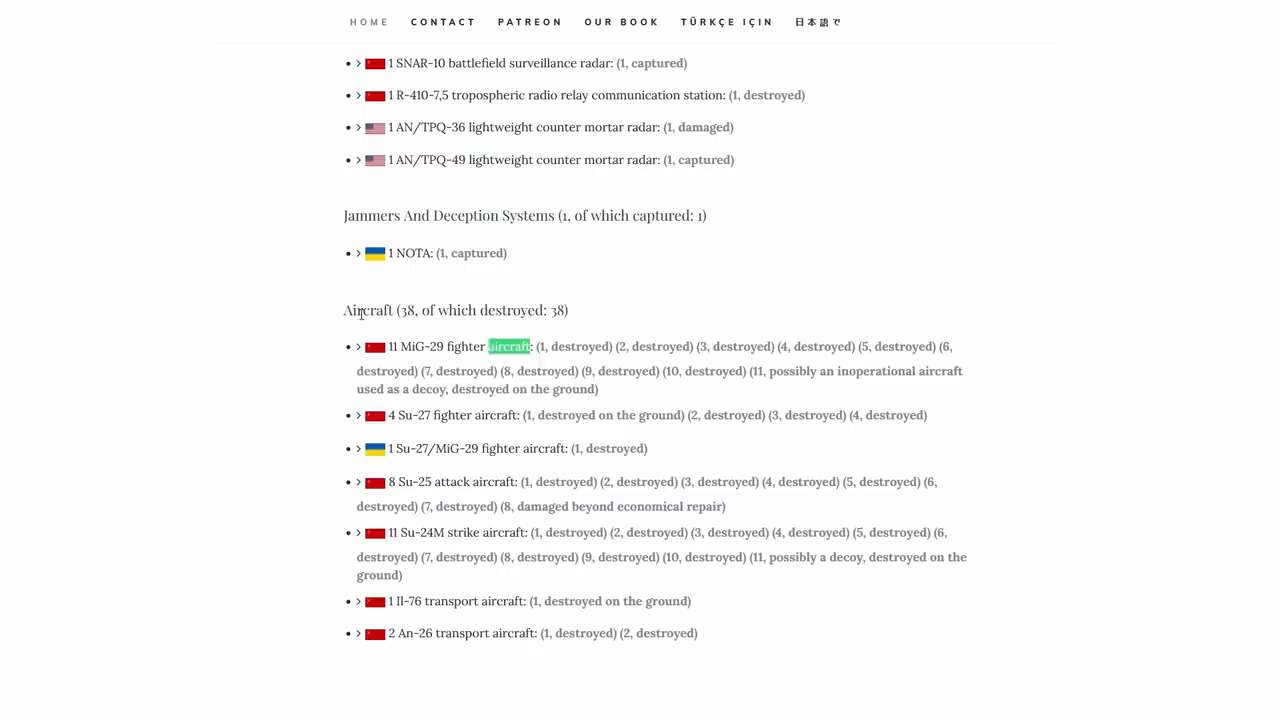 HOME CONTACT PATREON OUR BOOK TÜRKÇE IÇIN 日本語で
1 SNAR-10 battlefield surveillance radar: (1, captured)
1 R-410-7,5 tropospheric radio relay communication station: (1, destroyed)
1 AN/TPQ-36 lightweight counter mortar radar: (1, damaged)
1 AN/TPQ-49 lightweight counter mortar radar: (1, captured)
Jammers And Deception Systems (1, of which captured: 1)
1 NOTA: (1, captured)
Aircraft (38, of which destroyed: 38)
11 MiG-29 fighter aircraft: (1, destroyed) (2, destroyed) (3, destroyed) (4, destroyed) (5, destroyed) (6,
destroyed) (7, destroyed) (8, destroyed) (9, destroyed) (10, destroyed) (11, possibly an inoperational aircraft
used as a decoy, destroyed on the ground)
4 Su-27 fighter aircraft: (1, destroyed on the ground) (2, destroyed) (3, destroyed) (4, destroyed)
1 Su-27/MiG-29 fighter aircraft: (1, destroyed)
8 Su-25 attack aircraft: (1, destroyed) (2, destroyed) (3, destroyed) (4, destroyed) (5, destroyed) (6,
destroyed) (7, destroyed) (8, damaged beyond economical repair)
11 Su-24M strike aircraft: (1, destroyed) (2, destroyed) (3, destroyed) (4, destroyed) (5, destroyed) (6,
destroyed) (7, destroyed) (8, destroyed) (9, destroyed) (10, destroyed) (11, possibly a decoy, destroyed on the
ground)
1 Il-76 transport aircraft: (1, destroyed on the ground)
2 An-26 transport aircraft: (1, destroyed) (2, destroyed)